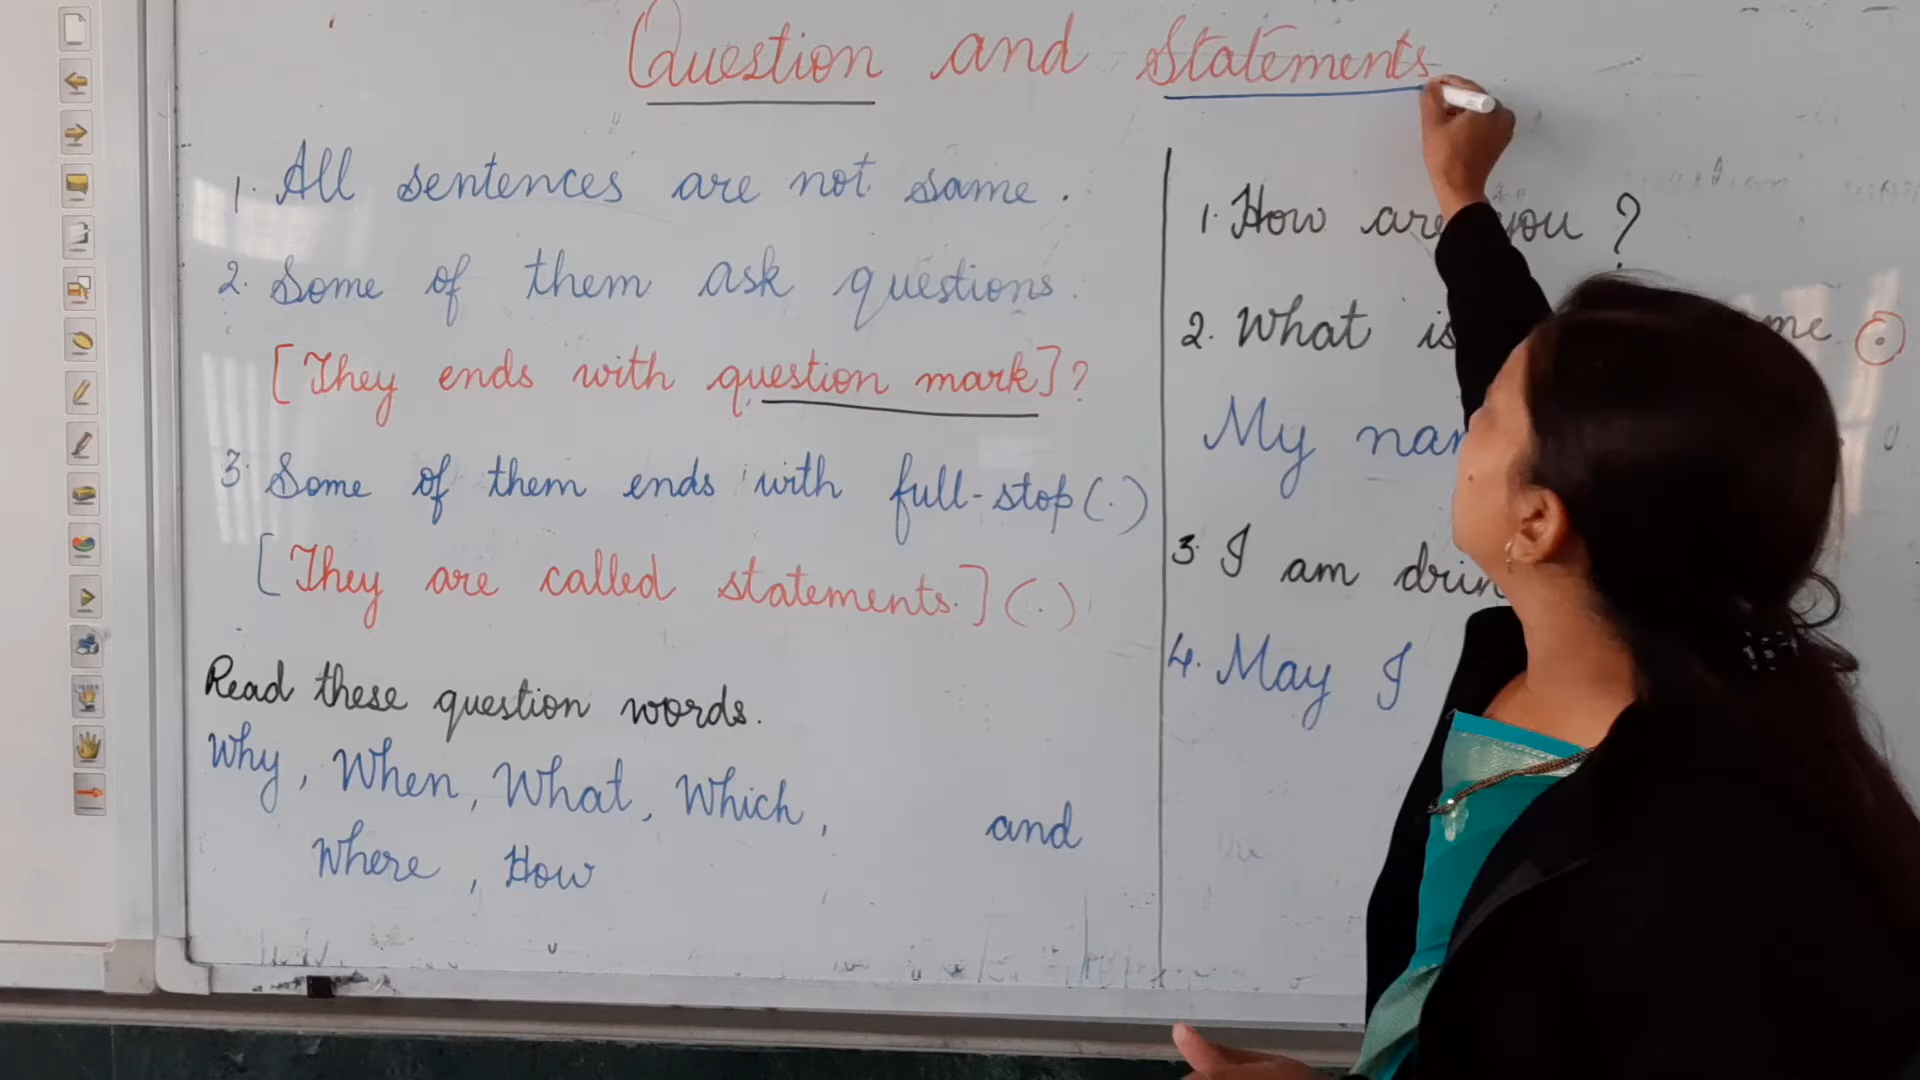 Question and Statements
1. All sentences are not same.
2. Some of them ask questions.
[They ends with question mark]?
3. Some of them ends with full-stop (.)
[They are called statements.] (.)
Read these question words.
Why, When, What, Which, and
Where, How
1. How are you?
2. What is
My
3. I am
4. May I